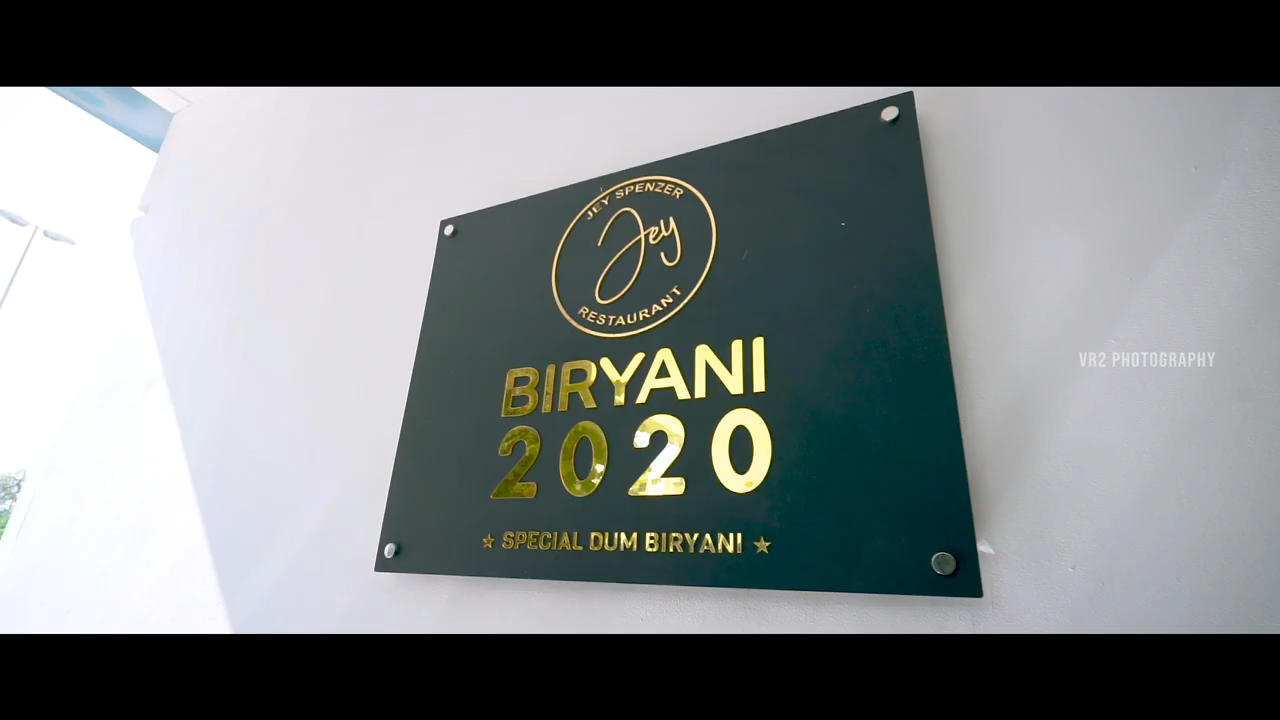 JEY SPENZER
Jey
RESTAURANT
BIRYANI
2020
★ SPECIAL DUM BIRYANI ★
VR2 PHOTOGRAPHY